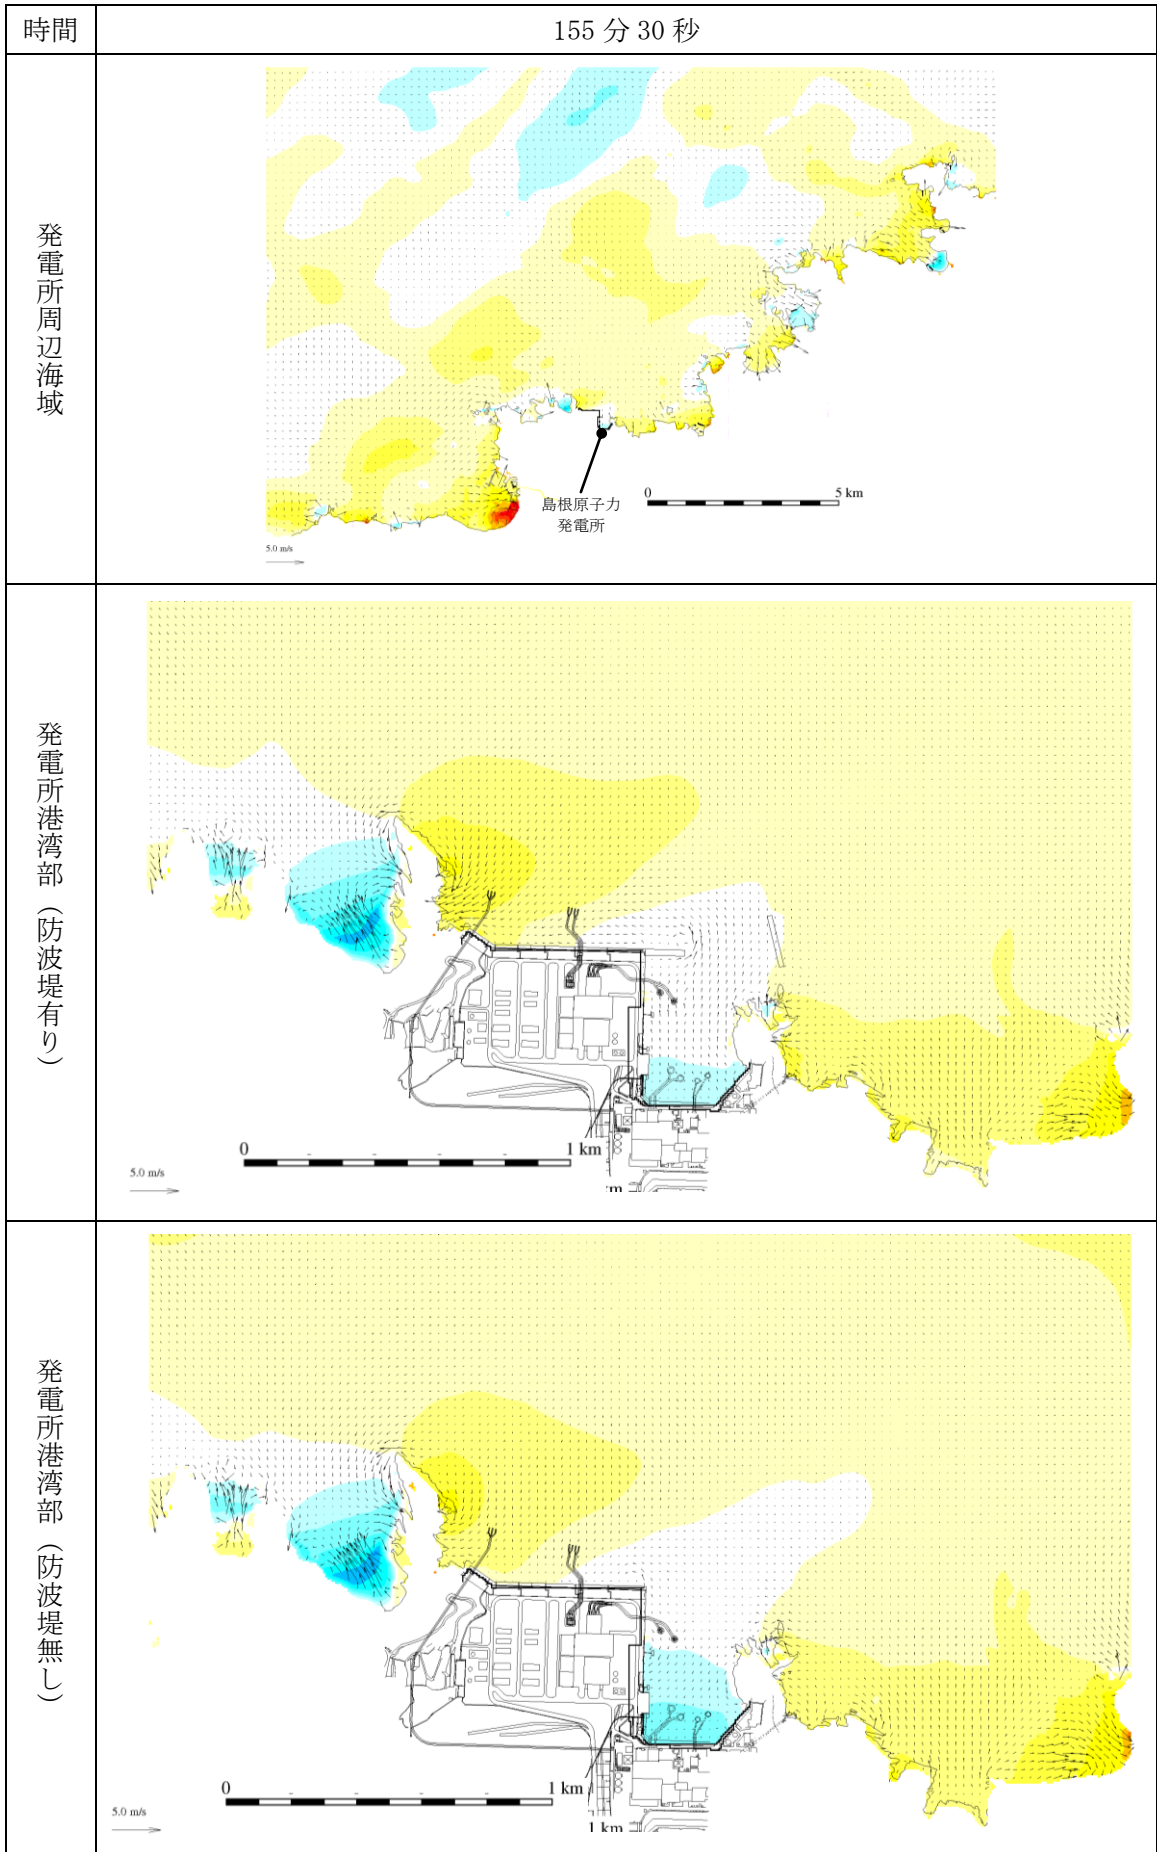 時間
155 分 30 秒
発電所周辺海域
島根原子力
発電所
0
5 km
5.0 m/s
発電所港湾部（防波堤有り）
0
1 km
5.0 m/s
発電所港湾部（防波堤無し）
0
1 km
5.0 m/s
1 km